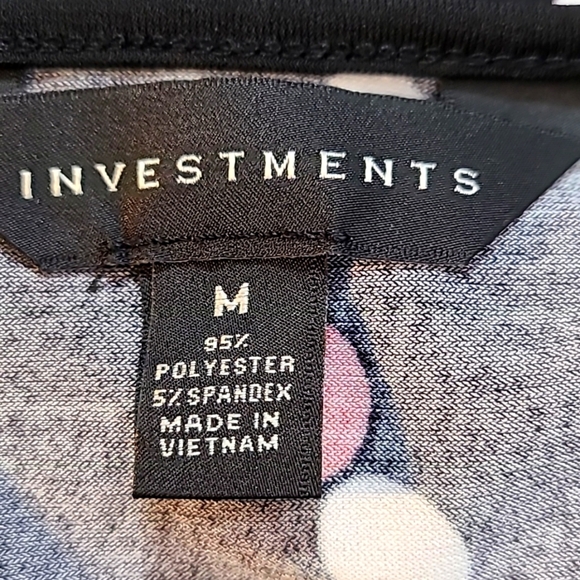 INVESTMENTS
M
95%
POLYESTER
5% SPANDEX
MADE IN
VIETNAM